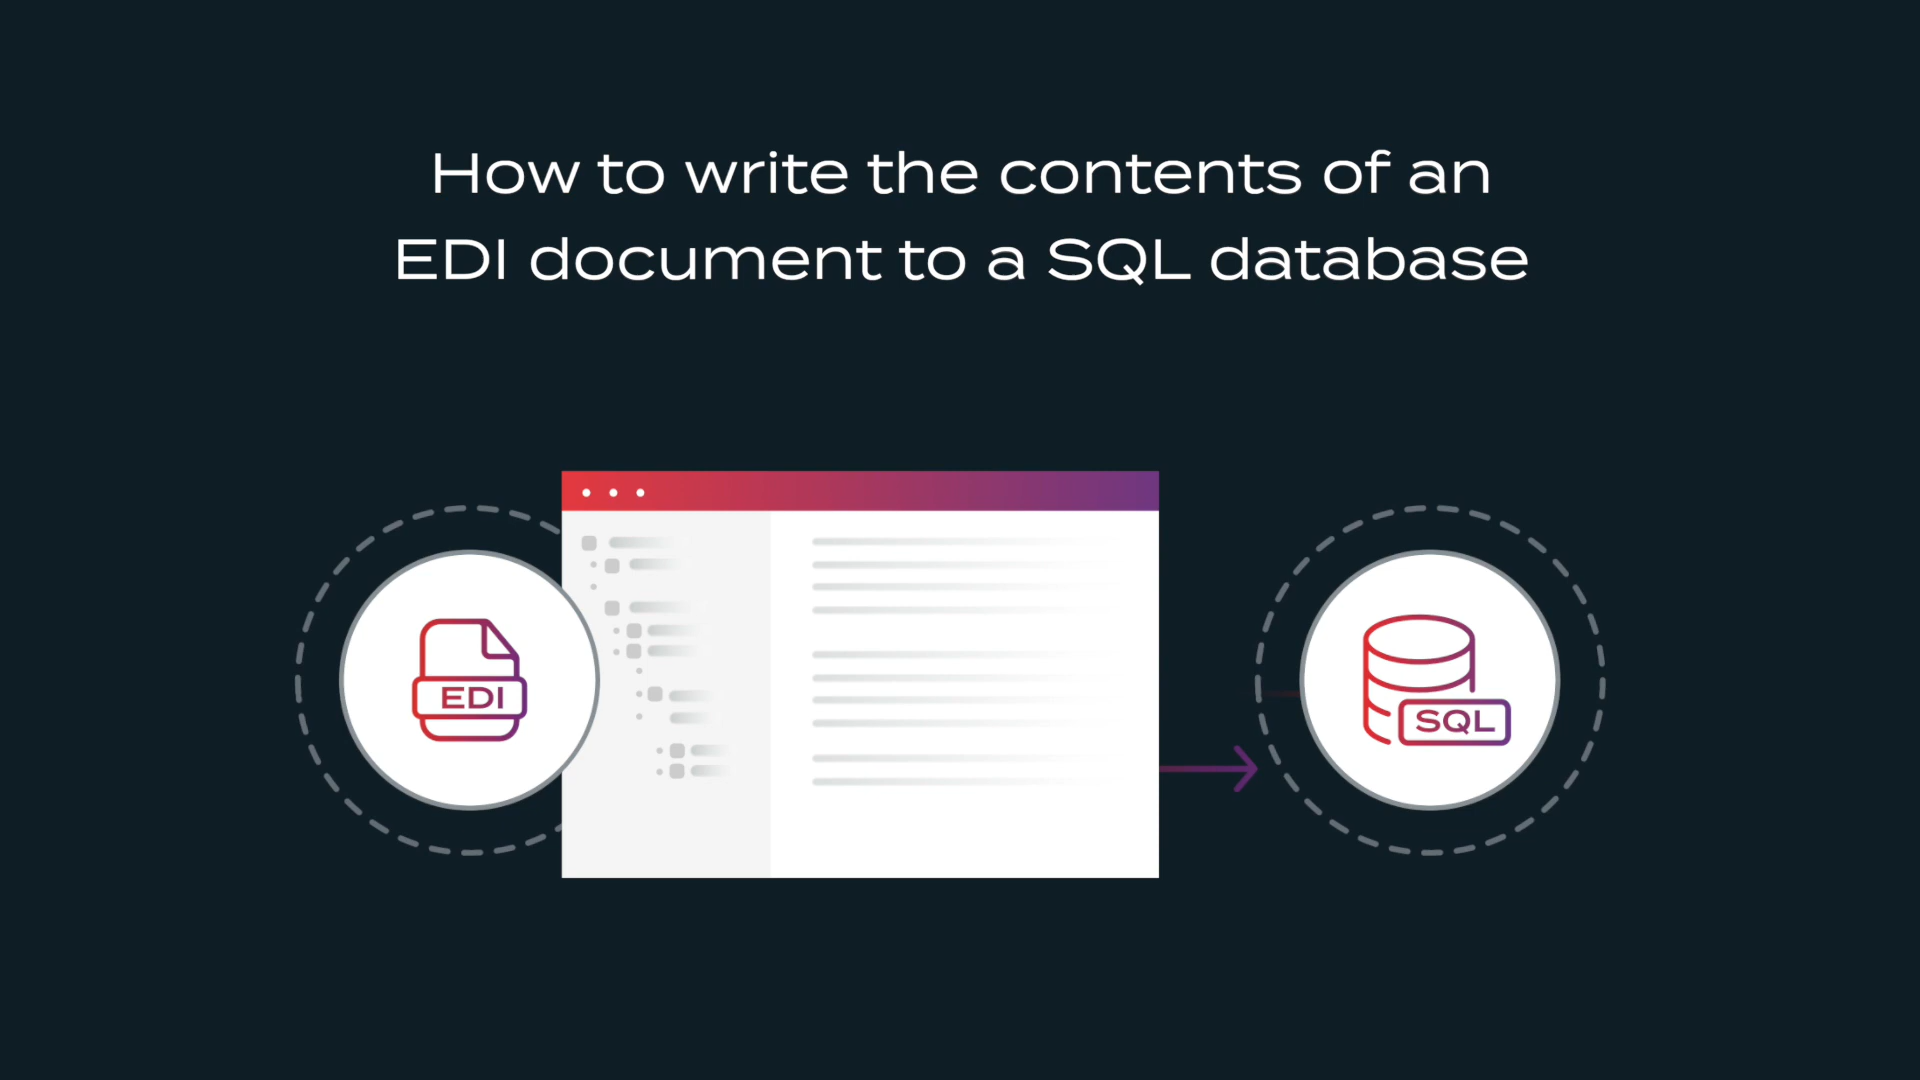 How to write the contents of an
EDI document to a SQL database
EDI
SQL